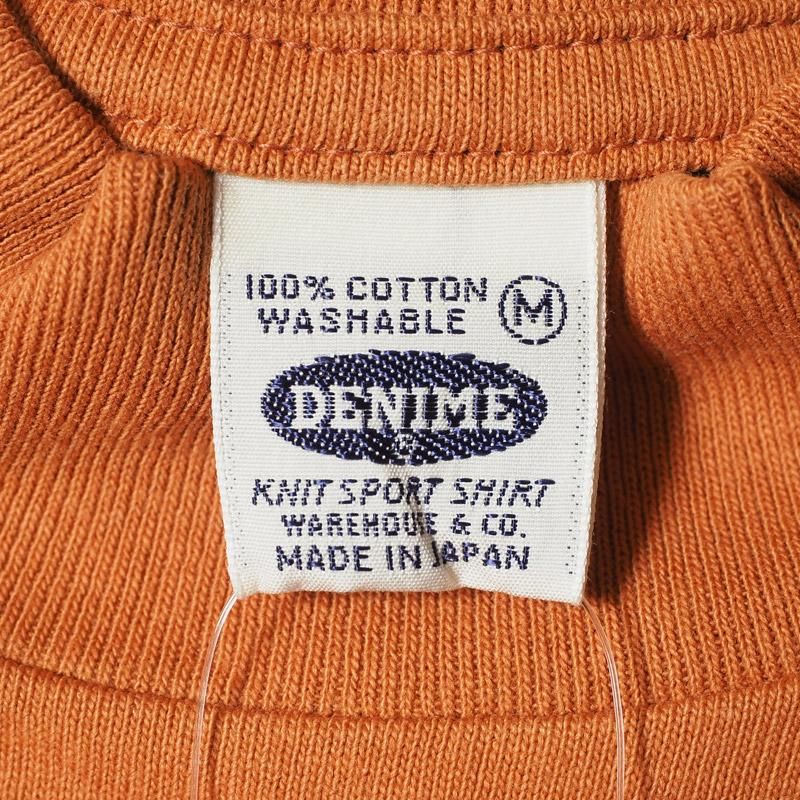 100% COTTON
WASHABLE
M
DENIME
KNIT SPORT SHIRT
WAREHOUSE & CO.
MADE IN JAPAN